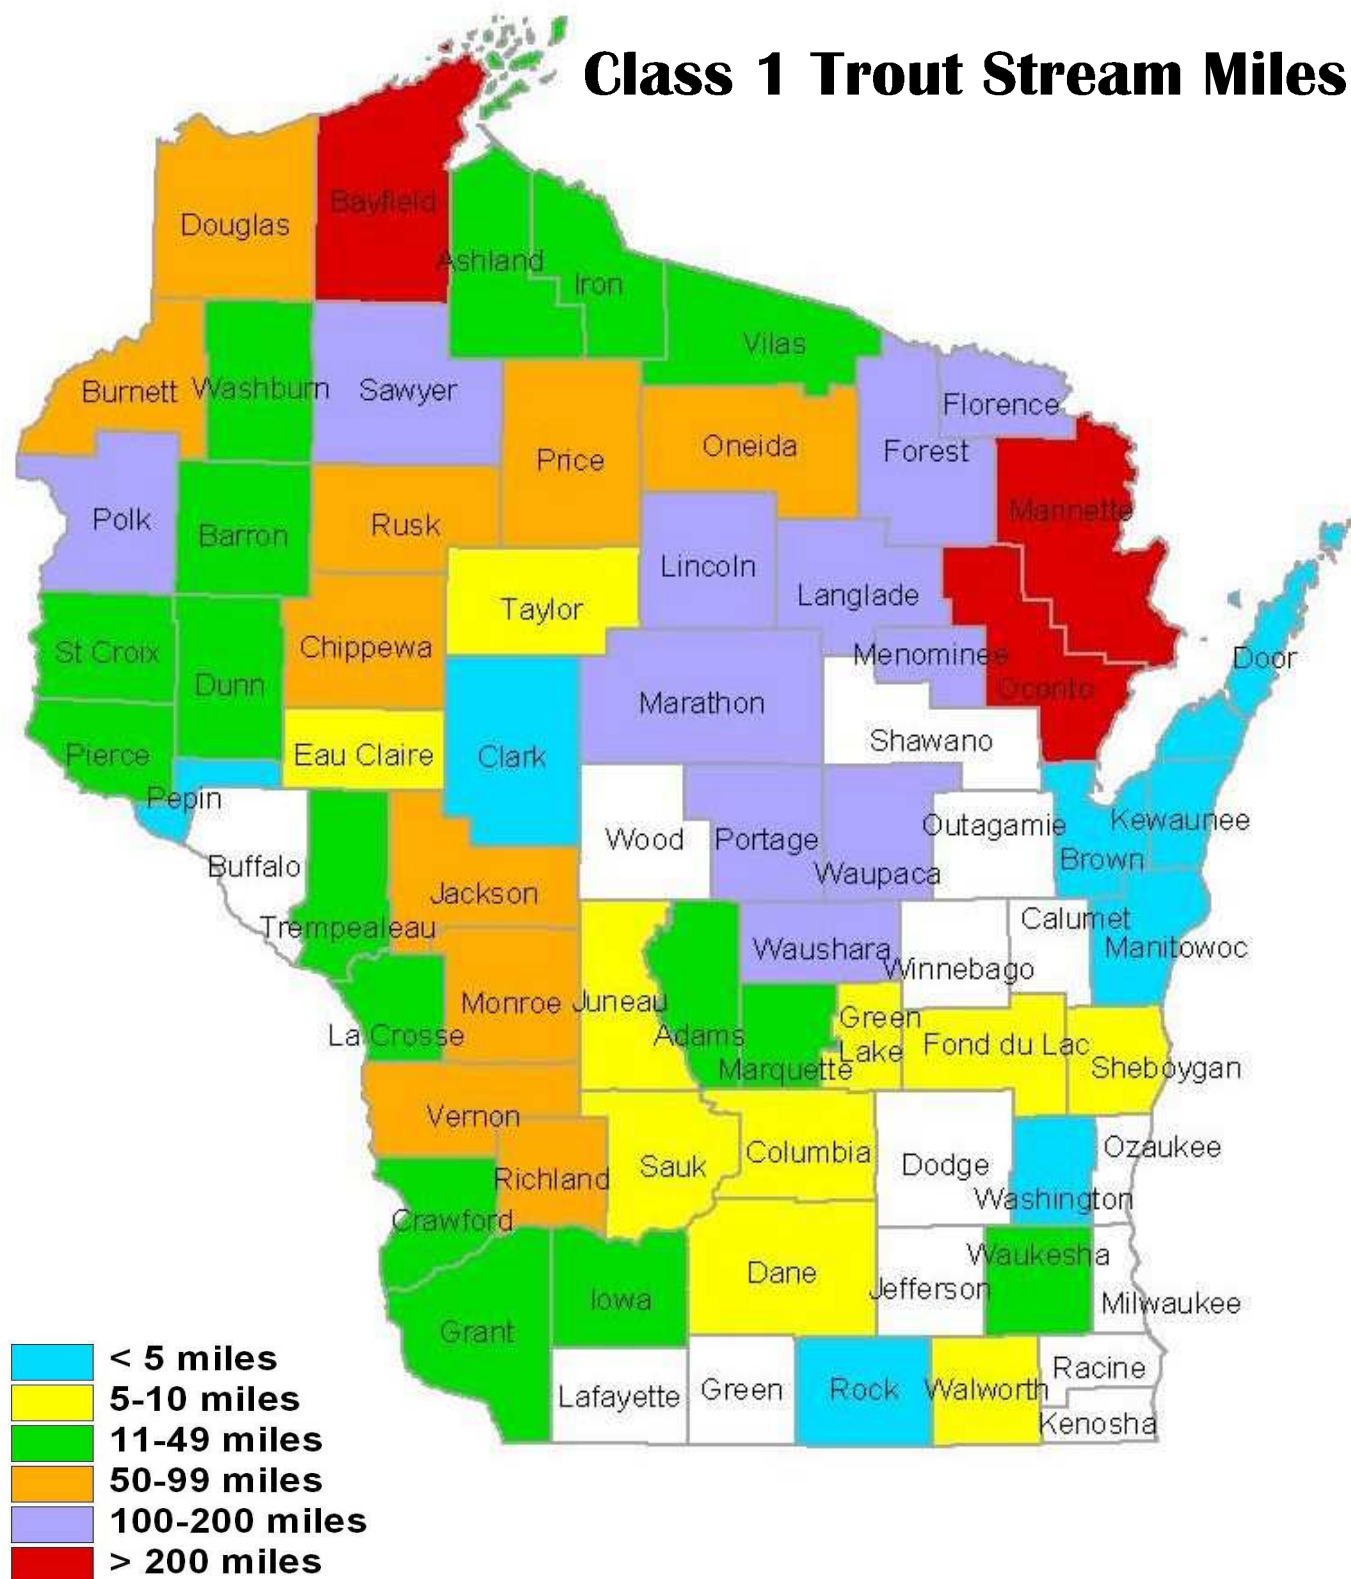 Class 1 Trout Stream Miles
Bayfield
Douglas
Ashland
Iron
Vilas
Burnett
Washburn
Sawyer
Florence
Price
Oneida
Forest
Polk
Barron
Rusk
Marinette
Lincoln
Langlade
Taylor
St Croix
Dunn
Chippewa
Menominee
Door
Marathon
Oconto
Pierce
Eau Claire
Clark
Shawano
Pepin
Wood
Portage
Outagamie
Kewaunee
Buffalo
Waupaca
Brown
Jackson
Trempealeau
Calumet
Waushara
Winnebago
Manitowoc
Monroe
Juneau
Green
Lake
La Crosse
Adams
Marquette
Fond du Lac
Sheboygan
Vernon
Richland
Sauk
Columbia
Dodge
Ozaukee
Washington
Crawford
Dane
Waukesha
Jefferson
Milwaukee
Iowa
Grant
Lafayette
Green
Rock
Walworth
Racine
Kenosha
< 5 miles
5-10 miles
11-49 miles
50-99 miles
100-200 miles
> 200 miles